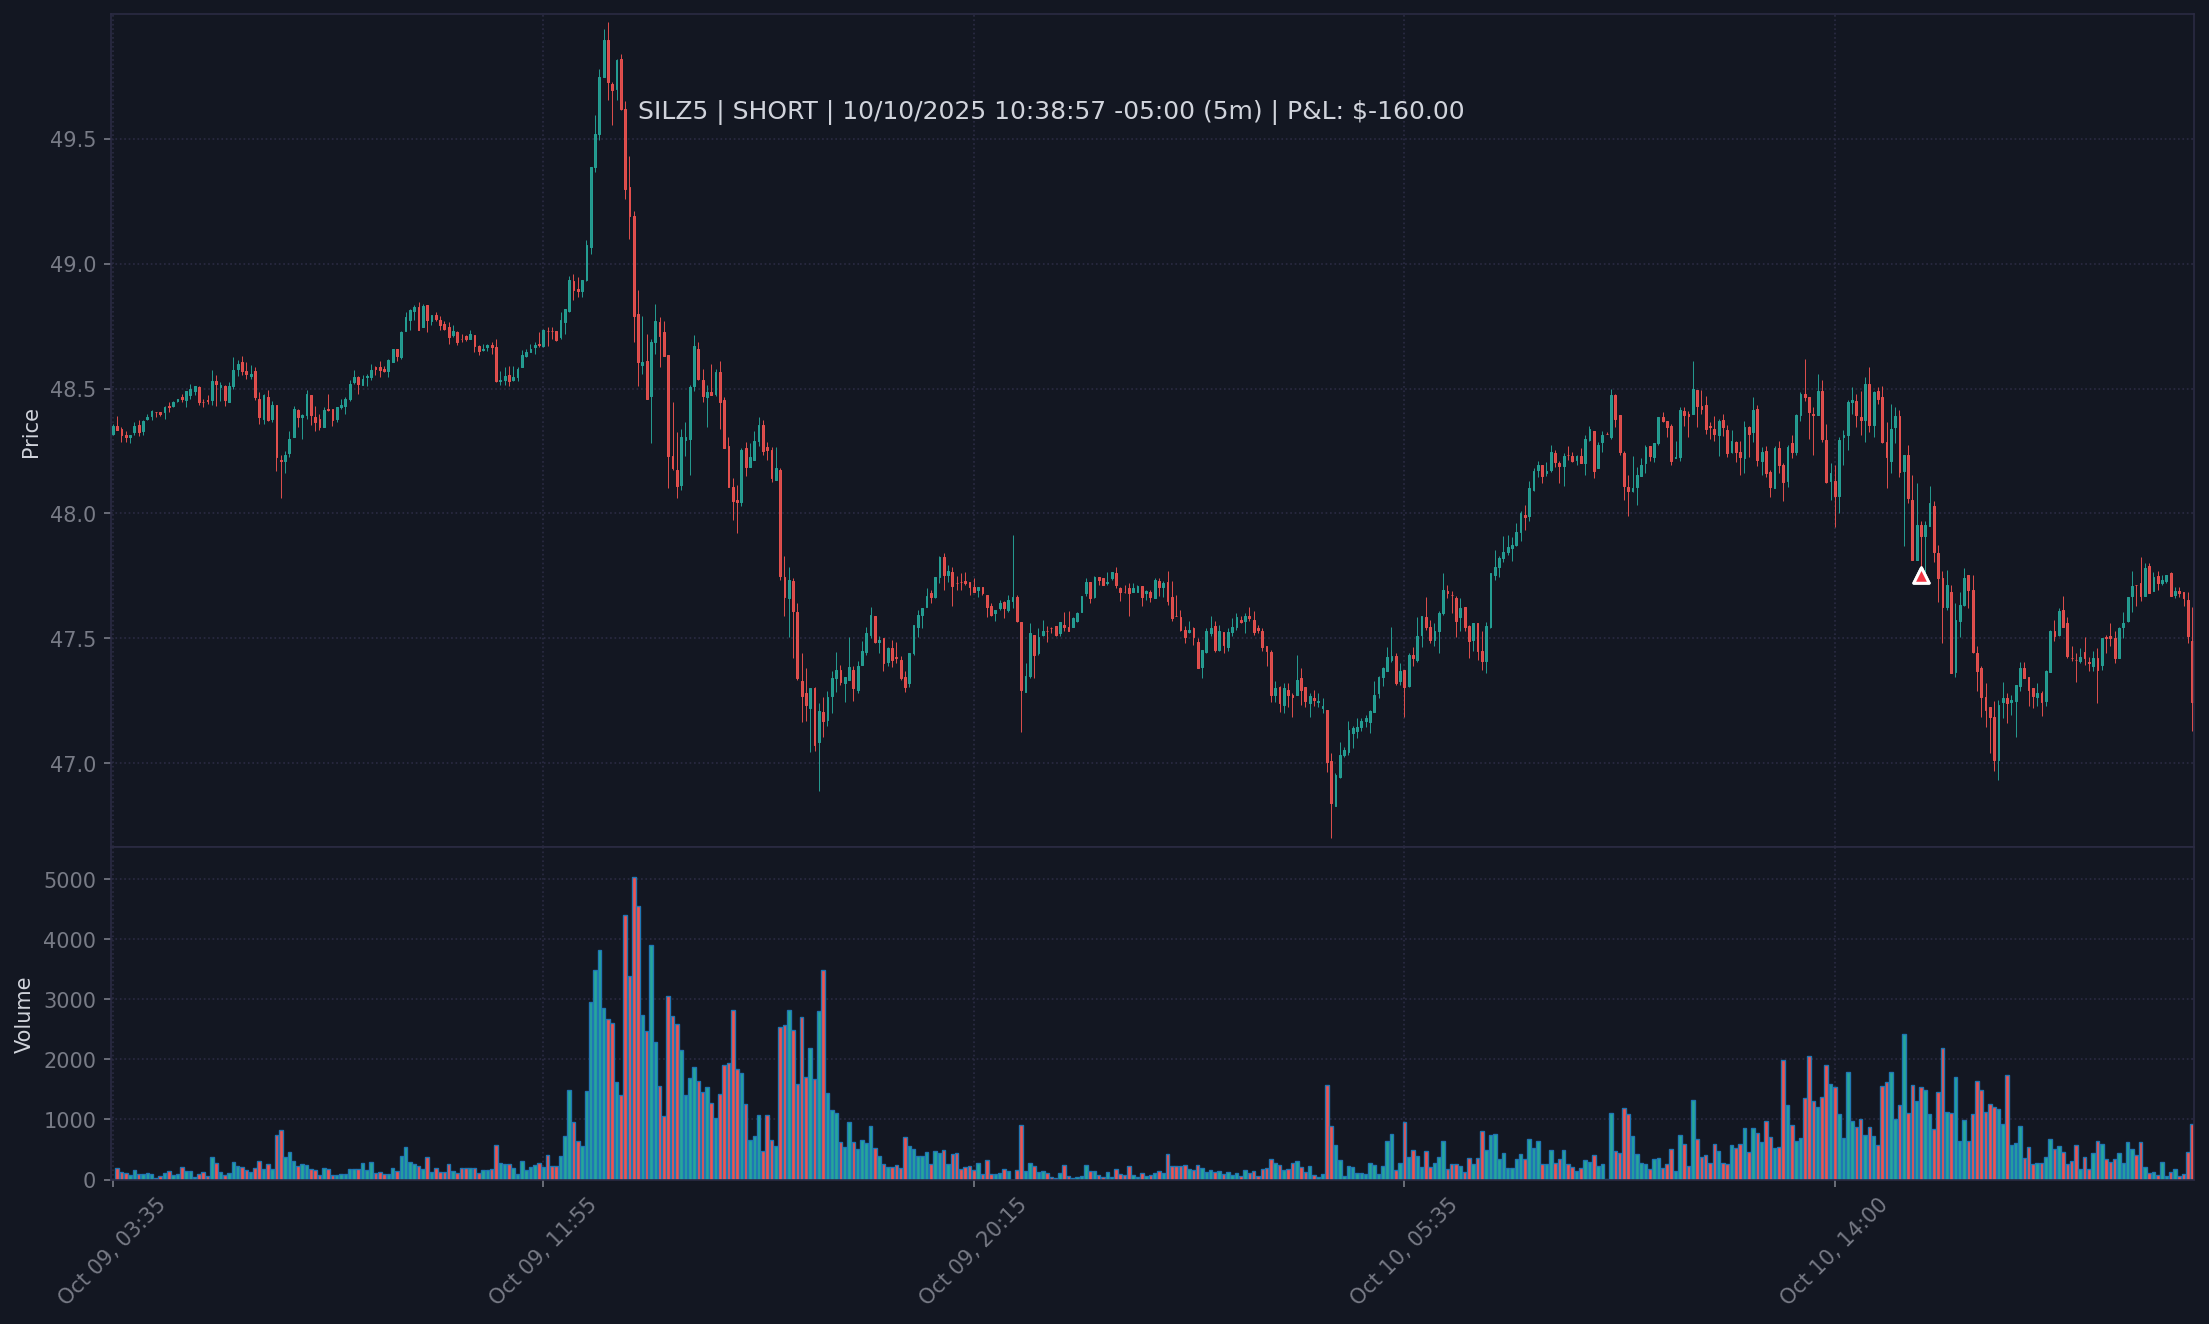 SILZ5 | SHORT | 10/10/2025 10:38:57 -05:00 (5m) | P&L: $-160.00
Price
49.5
49.0
48.5
48.0
47.5
47.0
Volume
5000
4000
3000
2000
1000
0
Oct 09, 03:35
Oct 09, 11:55
Oct 09, 20:15
Oct 10, 05:35
Oct 10, 14:00